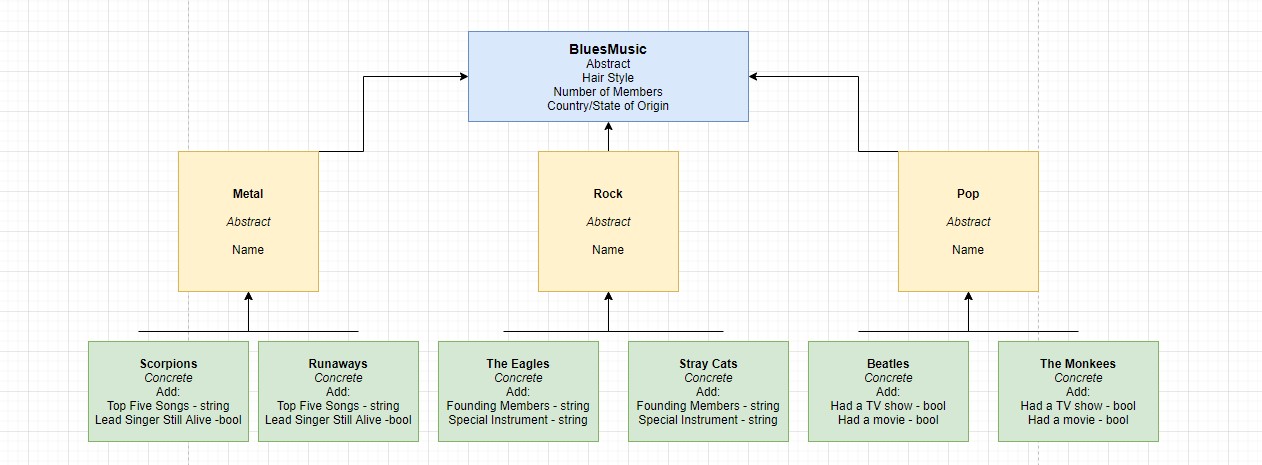 BluesMusic
Abstract
Hair Style
Number of Members
Country/State of Origin
Metal
Abstract
Name
Rock
Abstract
Name
Pop
Abstract
Name
Scorpions
Concrete
Add:
Top Five Songs - string
Lead Singer Still Alive -bool
Runaways
Concrete
Add:
Top Five Songs - string
Lead Singer Still Alive -bool
The Eagles
Concrete
Add:
Founding Members - string
Special Instrument - string
Stray Cats
Concrete
Add:
Founding Members - string
Special Instrument - string
Beatles
Concrete
Add:
Had a TV show - bool
Had a movie - bool
The Monkees
Concrete
Add:
Had a TV show - bool
Had a movie - bool